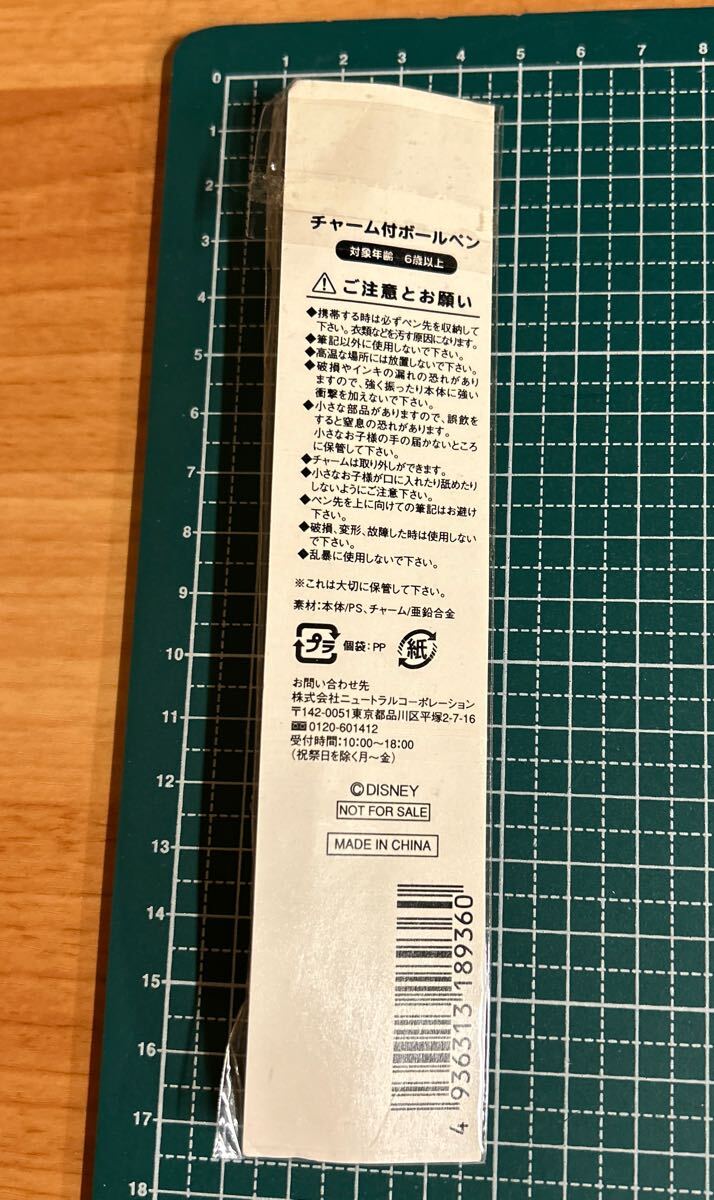 0 1 2 3 4 5 6 7 8
1
2
3
4
5
6
7
8
9
10
11
12
13
14
15
16
17
18
チャーム付ボールペン
対象年齢 6歳以上
ご注意とお願い
◆携帯する時は必ずペン先を収納して
下さい。衣類などを汚す原因になります。
◆筆記以外に使用しないで下さい。
◆高温な場所には放置しないで下さい。
◆破損やインキの漏れの恐れがあり
ますので、強く振ったり本体に強い
衝撃を加えないで下さい。
◆小さな部品がありますので、誤飲を
すると窒息の恐れがあります。
小さなお子様の手の届かないところ
に保管して下さい。
◆チャームは取り外しができます。
◆小さなお子様が口に入れたり舐めたり
しないようにご注意下さい。
◆ペン先を上に向けての筆記はお避け
下さい。
◆破損、変形、故障した時は使用しない
で下さい。
◆乱暴に使用しないで下さい。
※これは大切に保管して下さい。
素材:本体/PS、チャーム/亜鉛合金
プラ 個袋:PP 紙
お問い合わせ先
株式会社ニュートラルコーポレーション
〒142-0051東京都品川区平塚2-7-16
0120-601412
受付時間:10:00〜18:00
(祝祭日を除く月〜金)
©DISNEY
NOT FOR SALE
MADE IN CHINA
4 936313 189360